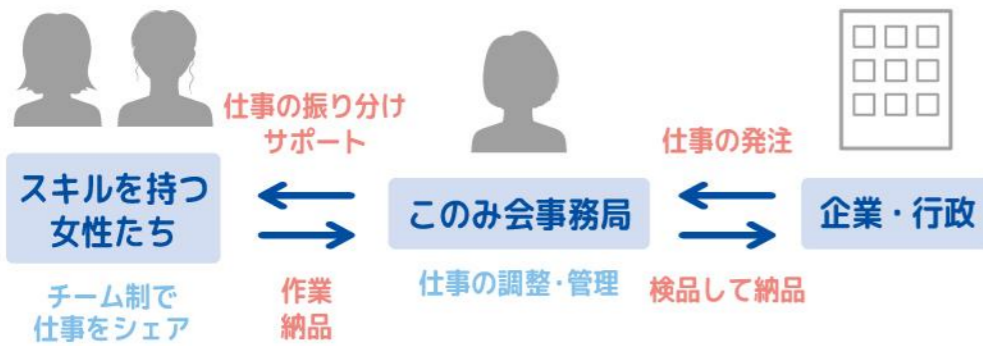 仕事の振り分け
サポート
仕事の発注
スキルを持つ
女性たち
このみ会事務局
企業・行政
チーム制で
仕事をシェア
作業
納品
仕事の調整・管理
検品して納品